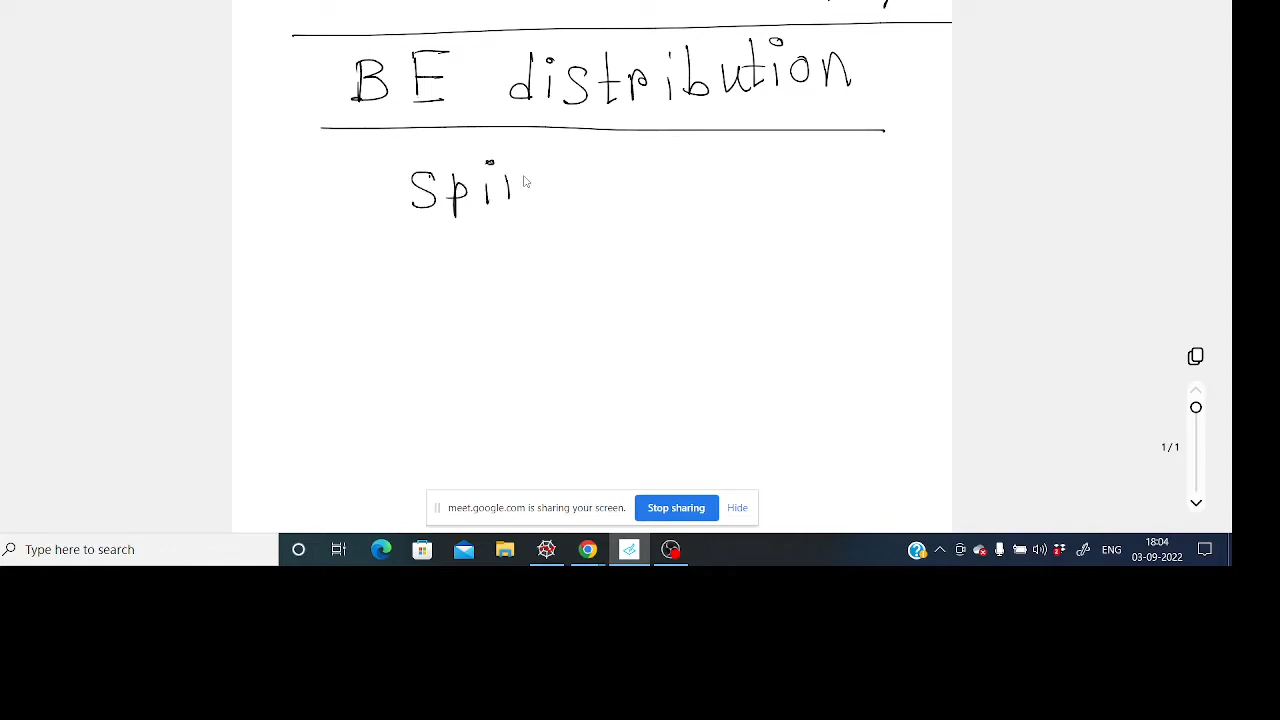 BE distribution
Spi
1/1
meet.google.com is sharing your screen. Stop sharing Hide
Type here to search
ENG
18:04
03-09-2022